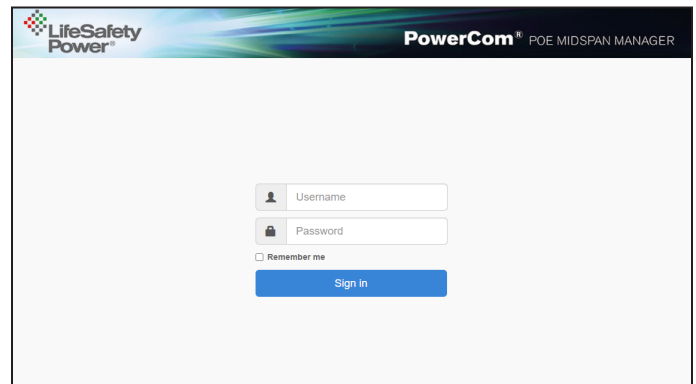 LifeSafety
Power®
PowerCom® POE MIDSPAN MANAGER
Username
Password
Remember me
Sign in